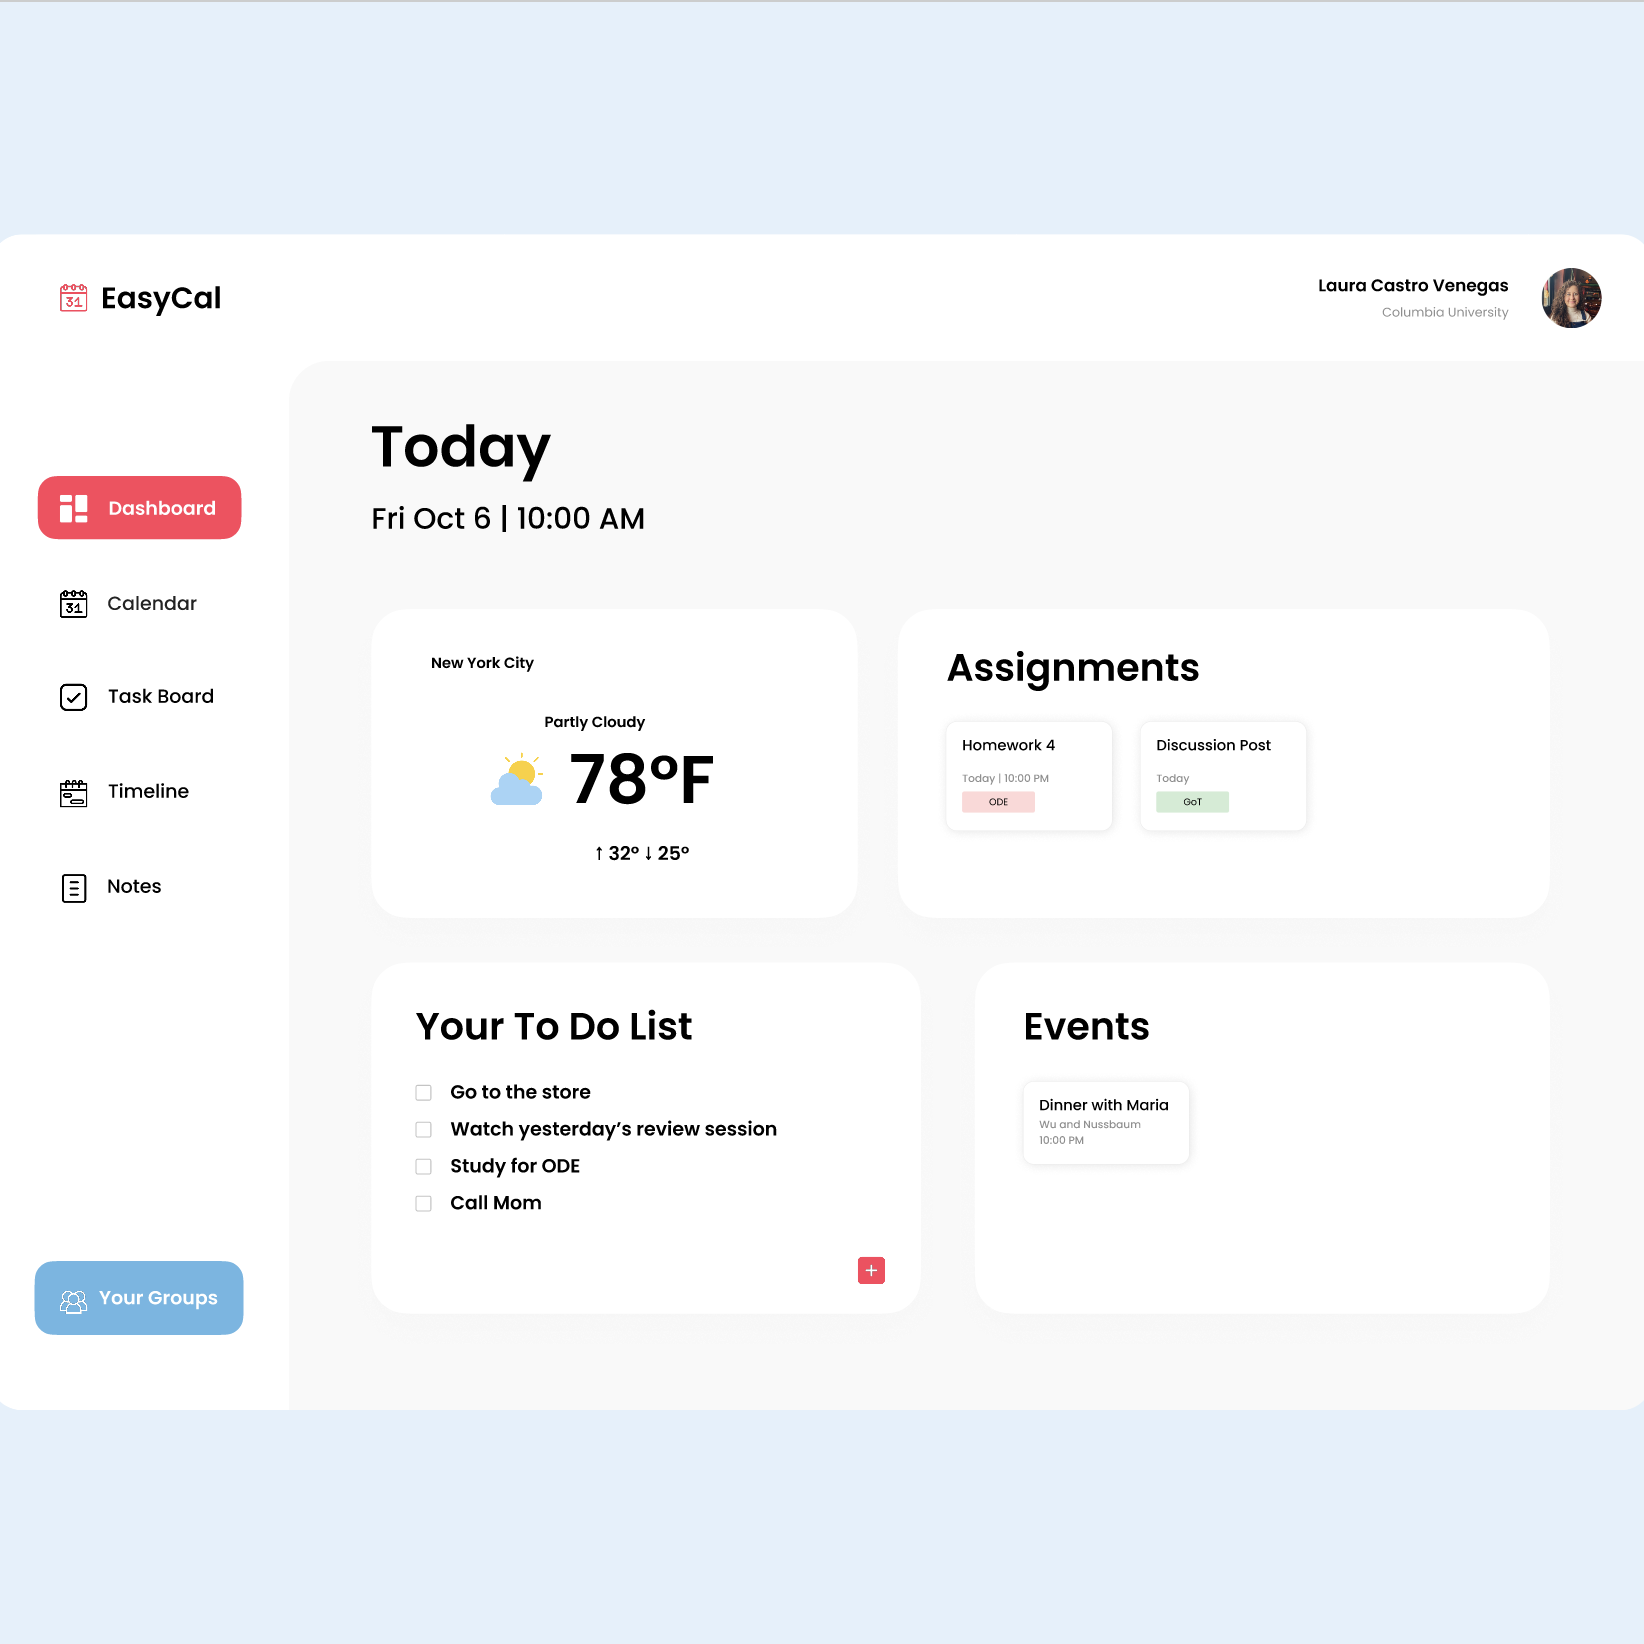 31 EasyCal
Laura Castro Venegas
Columbia University
Today
Fri Oct 6 | 10:00 AM
Dashboard
31 Calendar
Task Board
Timeline
Notes
Your Groups
New York City
Partly Cloudy
78°F
↑ 32° ↓ 25°
Assignments
Homework 4
Today | 10:00 PM
ODE
Discussion Post
Today
GoT
Your To Do List
Go to the store
Watch yesterday’s review session
Study for ODE
Call Mom
+
Events
Dinner with Maria
Wu and Nussbaum
10:00 PM